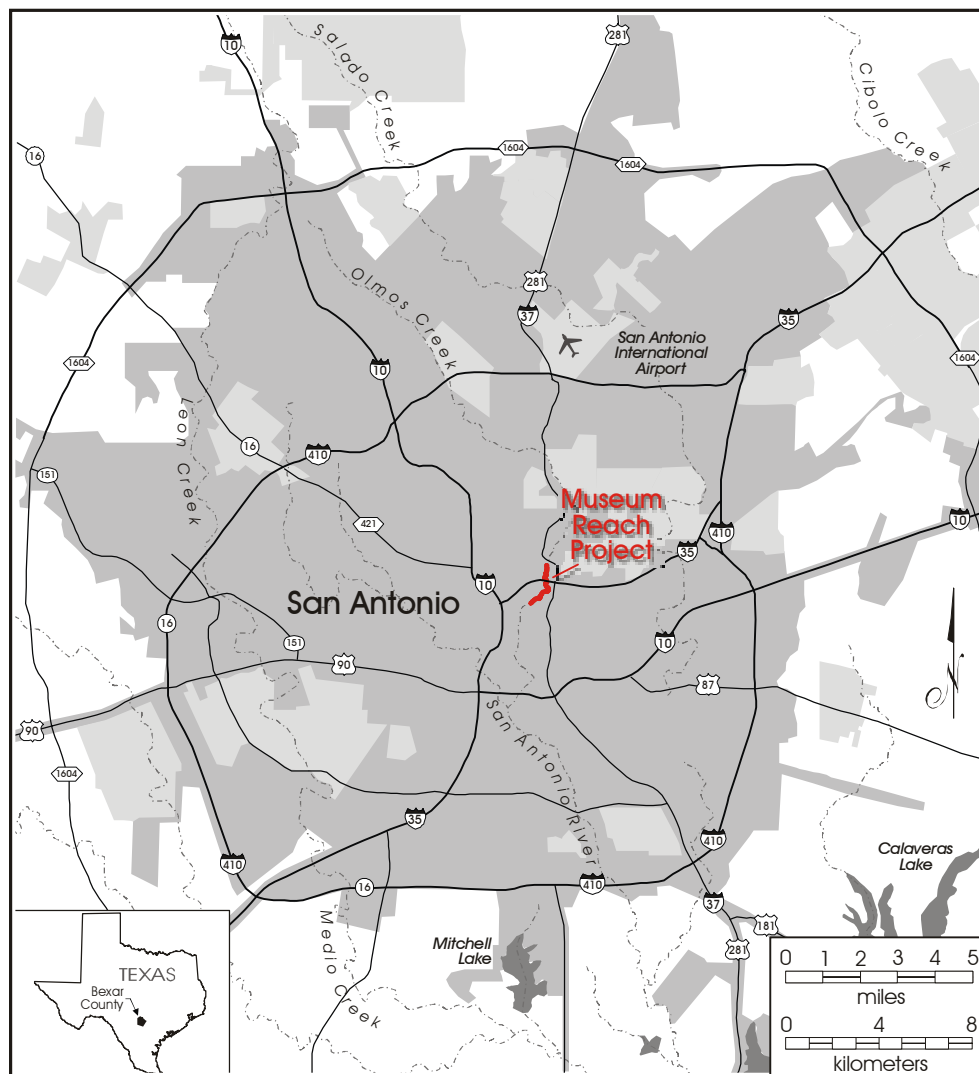 281
10
Salado Creek
Cibolo Creek
16
1604
1604
Olmos Creek
281
37
35
San Antonio
International
Airport
1604
1604
10
Leon Creek
16
410
151
421
Museum
Reach
Project
10
410
35
10
San Antonio
16
151
90
10
87
90
San Antonio River
1604
35
410
410
Calaveras
Lake
16
410
37
181
281
Medio Creek
Mitchell
Lake
TEXAS
Bexar
County
N
0 1 2 3 4 5
miles
0 4 8
kilometers